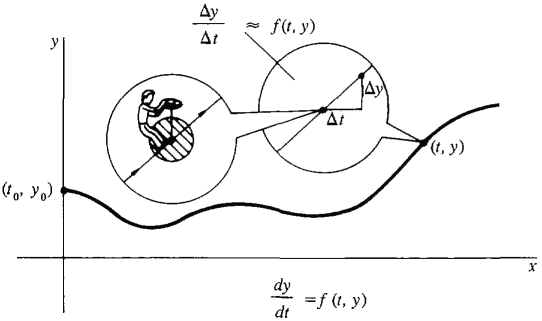 Δy/Δt ≈ f(t, y)
y
Δy
Δt
(t, y)
(t₀, y₀)
x
dy/dt = f (t, y)